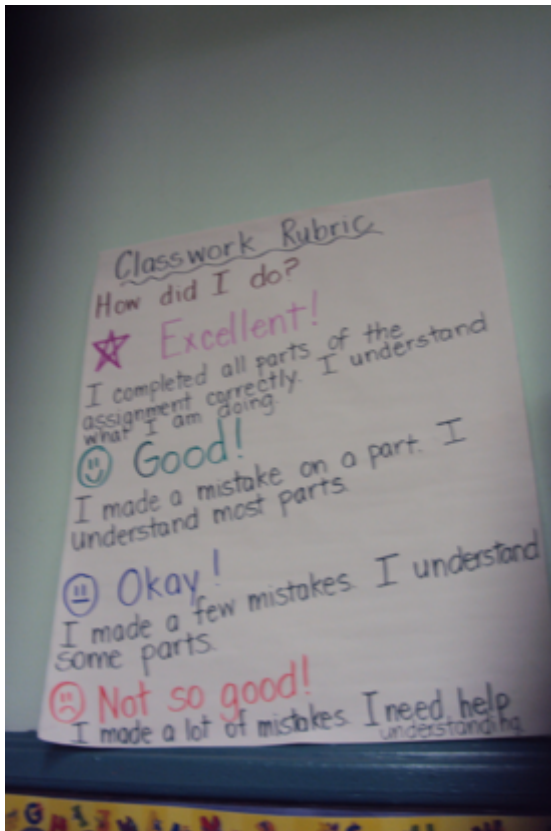 Classwork Rubric
How did I do?
Excellent!
I completed all parts of the
assignment correctly. I understand
what I am doing.
Good!
I made a mistake on a part. I
understand most parts.
Okay!
I made a few mistakes. I understand
some parts.
Not so good!
I made a lot of mistakes. I need help
understanding